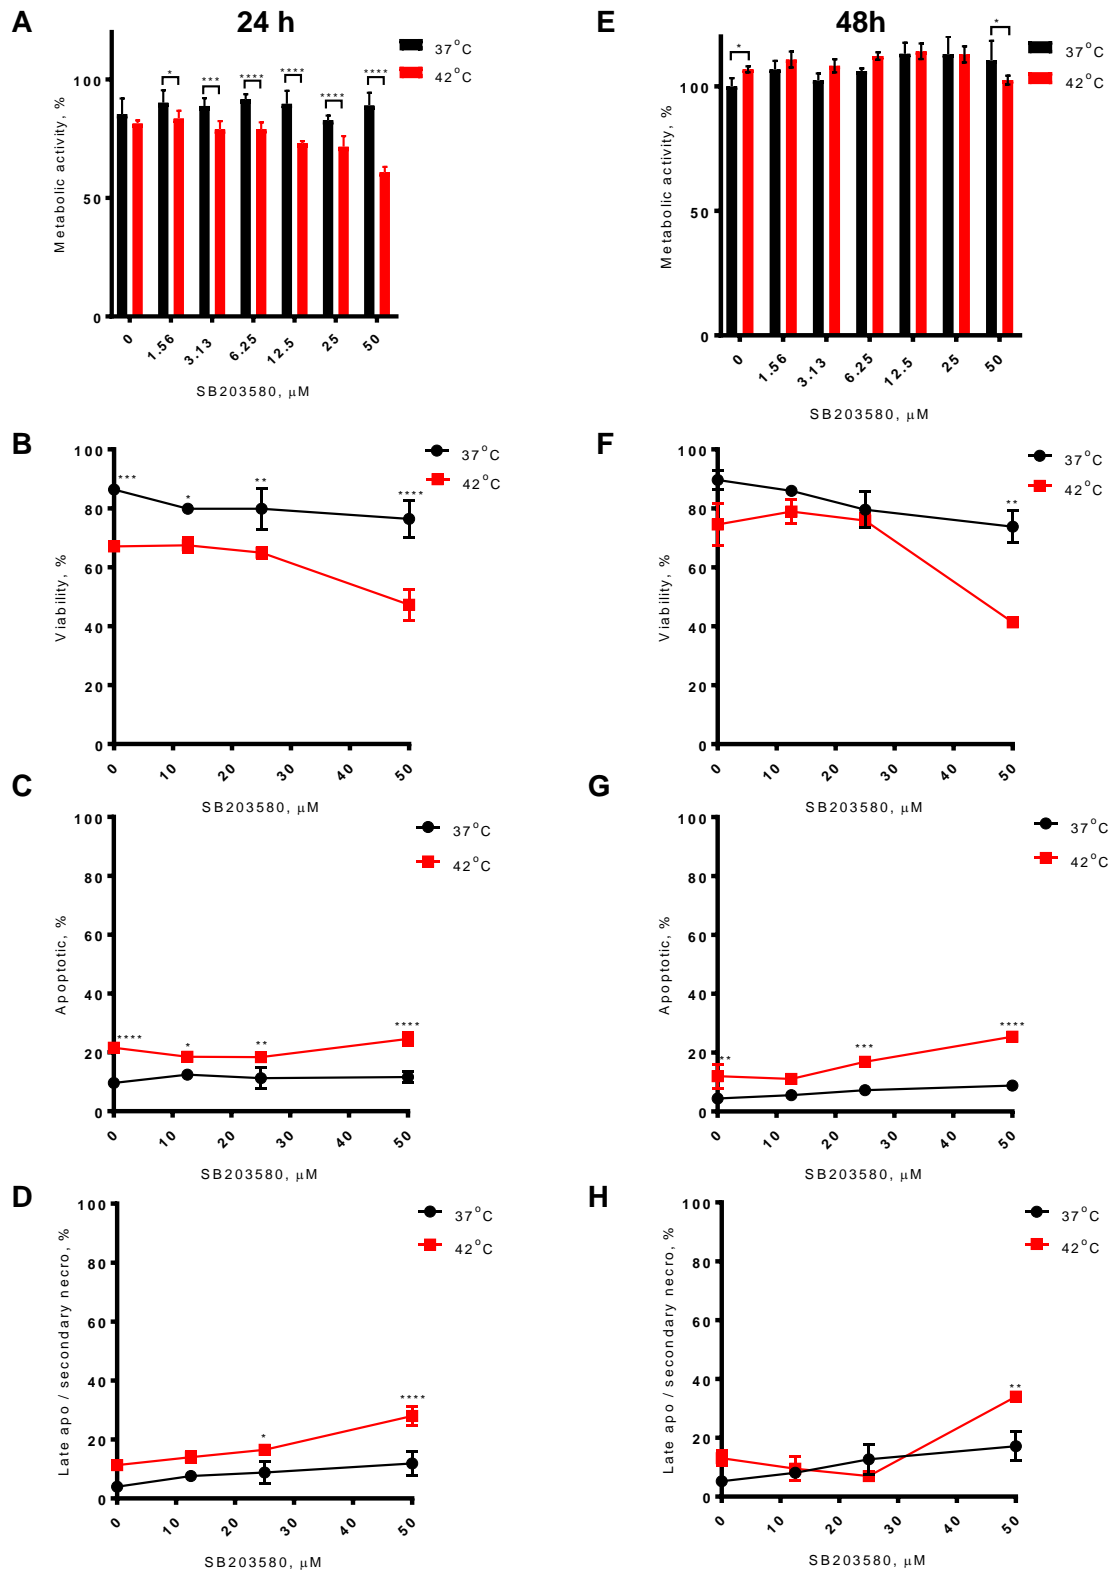 A
24 h
37°C
42°C
* *** **** **** **** ****
Metabolic activity, %
100
50
0
0 1.56 3.13 6.25 12.5 25 50
SB203580, µM
E
48h
37°C
42°C
* *
Metabolic activity, %
100
50
0
0 1.56 3.13 6.25 12.5 25 50
SB203580, µM
B
37°C
42°C
*** * ** ****
Viability, %
100
80
60
40
20
0
0 10 20 30 40 50
SB203580, µM
F
37°C
42°C
**
Viability, %
100
80
60
40
20
0
0 10 20 30 40 50
SB203580, µM
C
37°C
42°C
**** * ** ****
Apoptotic, %
100
80
60
40
20
0
0 10 20 30 40 50
SB203580, µM
G
37°C
42°C
** *** ****
Apoptotic, %
100
80
60
40
20
0
0 10 20 30 40 50
SB203580, µM
D
37°C
42°C
* ****
Late apo / secondary necro, %
100
80
60
40
20
0
0 10 20 30 40 50
SB203580, µM
H
37°C
42°C
**
Late apo / secondary necro, %
100
80
60
40
20
0
0 10 20 30 40 50
SB203580, µM